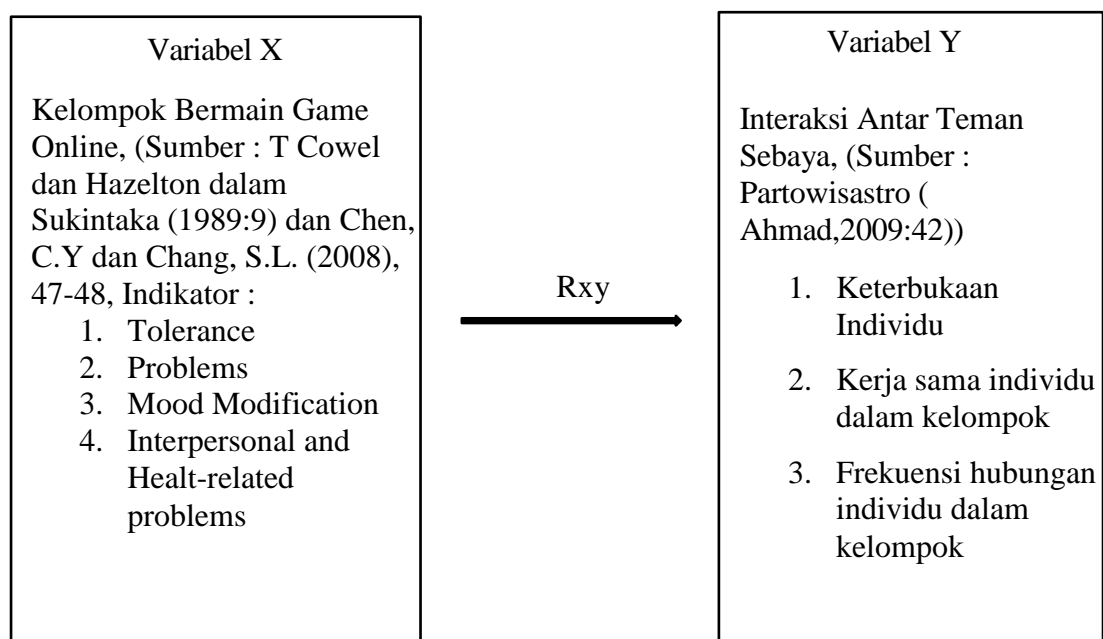 Variabel X
Kelompok Bermain Game
Online, (Sumber : T Cowel
dan Hazelton dalam
Sukintaka (1989:9) dan Chen,
C.Y dan Chang, S.L. (2008),
47-48, Indikator :
1. Tolerance
2. Problems
3. Mood Modification
4. Interpersonal and
Healt-related
problems
Rxy
Variabel Y
Interaksi Antar Teman
Sebaya, (Sumber :
Partowisastro (
Ahmad,2009:42))
1. Keterbukaan
Individu
2. Kerja sama individu
dalam kelompok
3. Frekuensi hubungan
individu dalam
kelompok